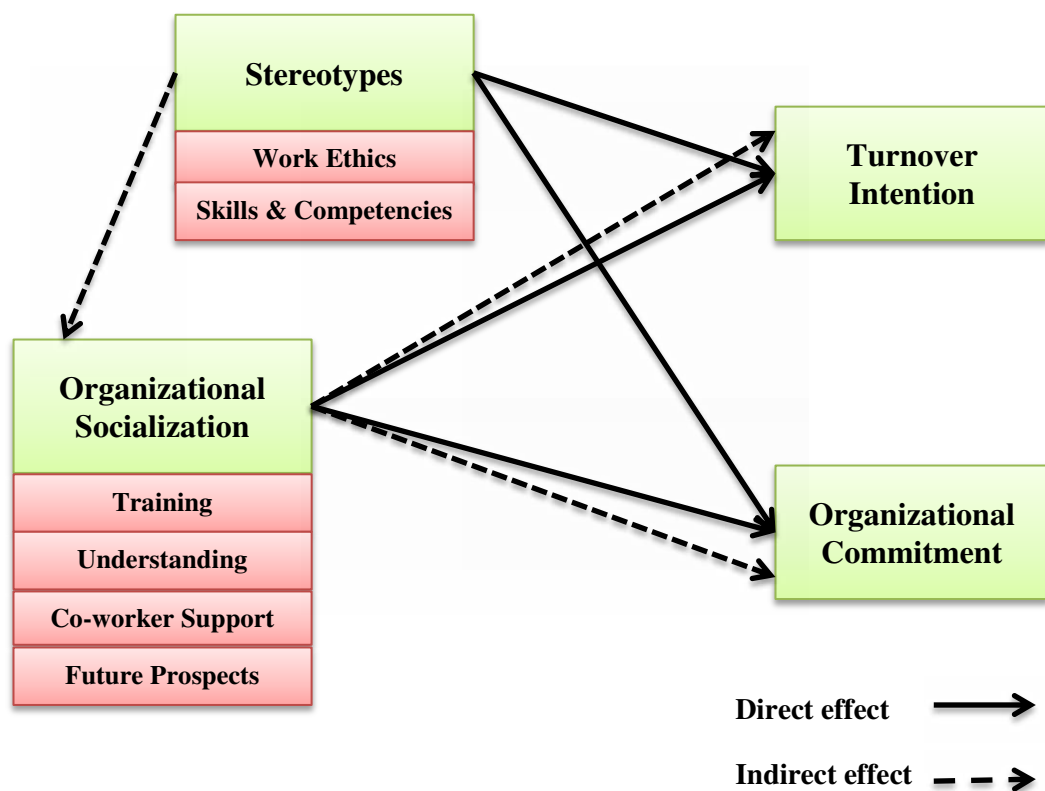 Stereotypes
Work Ethics
Skills & Competencies
Turnover
Intention
Organizational
Socialization
Training
Understanding
Co-worker Support
Future Prospects
Organizational
Commitment
Direct effect
Indirect effect